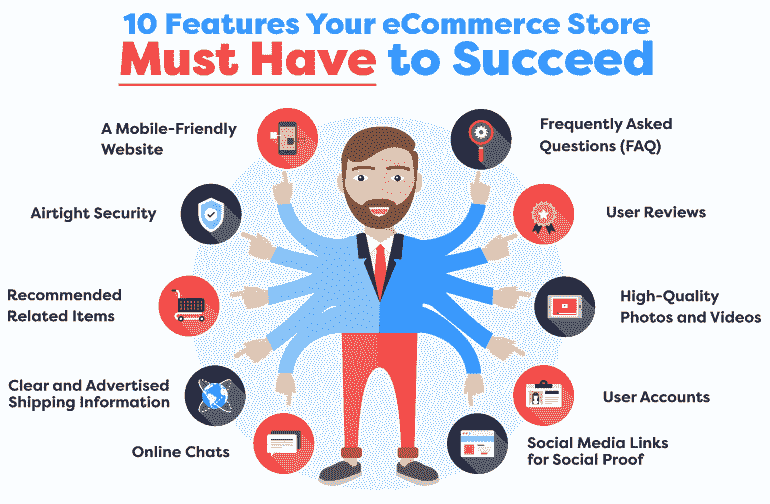 10 Features Your eCommerce Store
Must Have to Succeed
A Mobile-Friendly
Website
Airtight Security
Recommended
Related Items
Clear and Advertised
Shipping Information
Online Chats
Frequently Asked
Questions (FAQ)
User Reviews
High-Quality
Photos and Videos
User Accounts
Social Media Links
for Social Proof